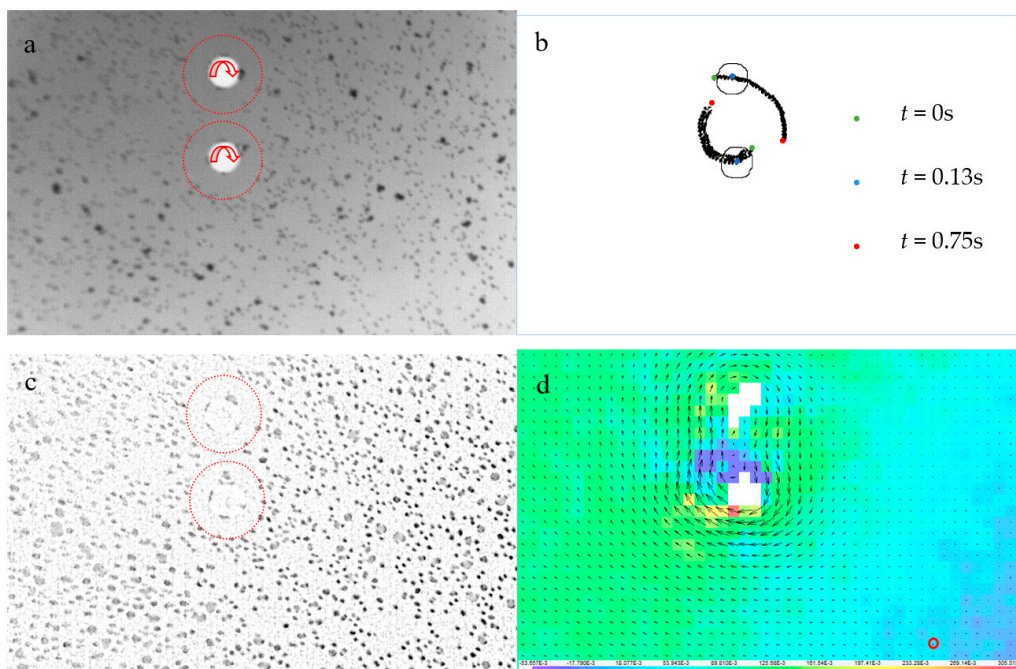 a
b
t = 0s
t = 0.13s
t = 0.75s
c
d
-53.657E-3 -17.790E-3 18.077E-3 53.943E-3 89.810E-3 125.68E-3 161.54E-3 197.41E-3 233.28E-3 269.14E-3